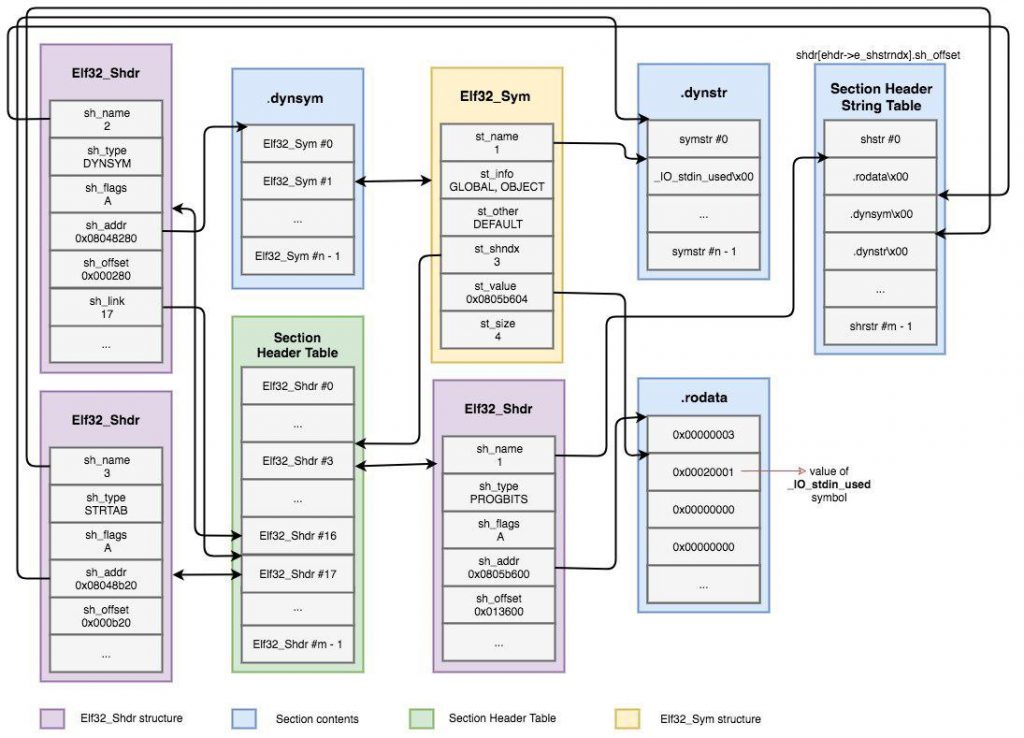 shdr[ehdr->e_shstrndx].sh_offset
Elf32_Shdr
sh_name
2
sh_type
DYNSYM
sh_flags
A
sh_addr
0x08048280
sh_offset
0x000280
sh_link
17
...
.dynsym
Elf32_Sym #0
Elf32_Sym #1
...
Elf32_Sym #n - 1
Elf32_Sym
st_name
1
st_info
GLOBAL, OBJECT
st_other
DEFAULT
st_shndx
3
st_value
0x0805b604
st_size
4
.dynstr
symstr #0
_IO_stdin_used\x00
...
symstr #n - 1
Section Header
String Table
shstr #0
.rodata\x00
.dynsym\x00
.dynstr\x00
...
shrstr #m - 1
Elf32_Shdr
sh_name
3
sh_type
STRTAB
sh_flags
A
sh_addr
0x08048b20
sh_offset
0x000b20
...
Section
Header Table
Elf32_Shdr #0
...
Elf32_Shdr #3
...
Elf32_Shdr #16
Elf32_Shdr #17
...
Elf32_Shdr #m - 1
Elf32_Shdr
sh_name
1
sh_type
PROGBITS
sh_flags
A
sh_addr
0x0805b600
sh_offset
0x013600
...
.rodata
0x00000003
0x00020001
0x00000000
0x00000000
...
value of
_IO_stdin_used
symbol
Elf32_Shdr structure
Section contents
Section Header Table
Elf32_Sym structure